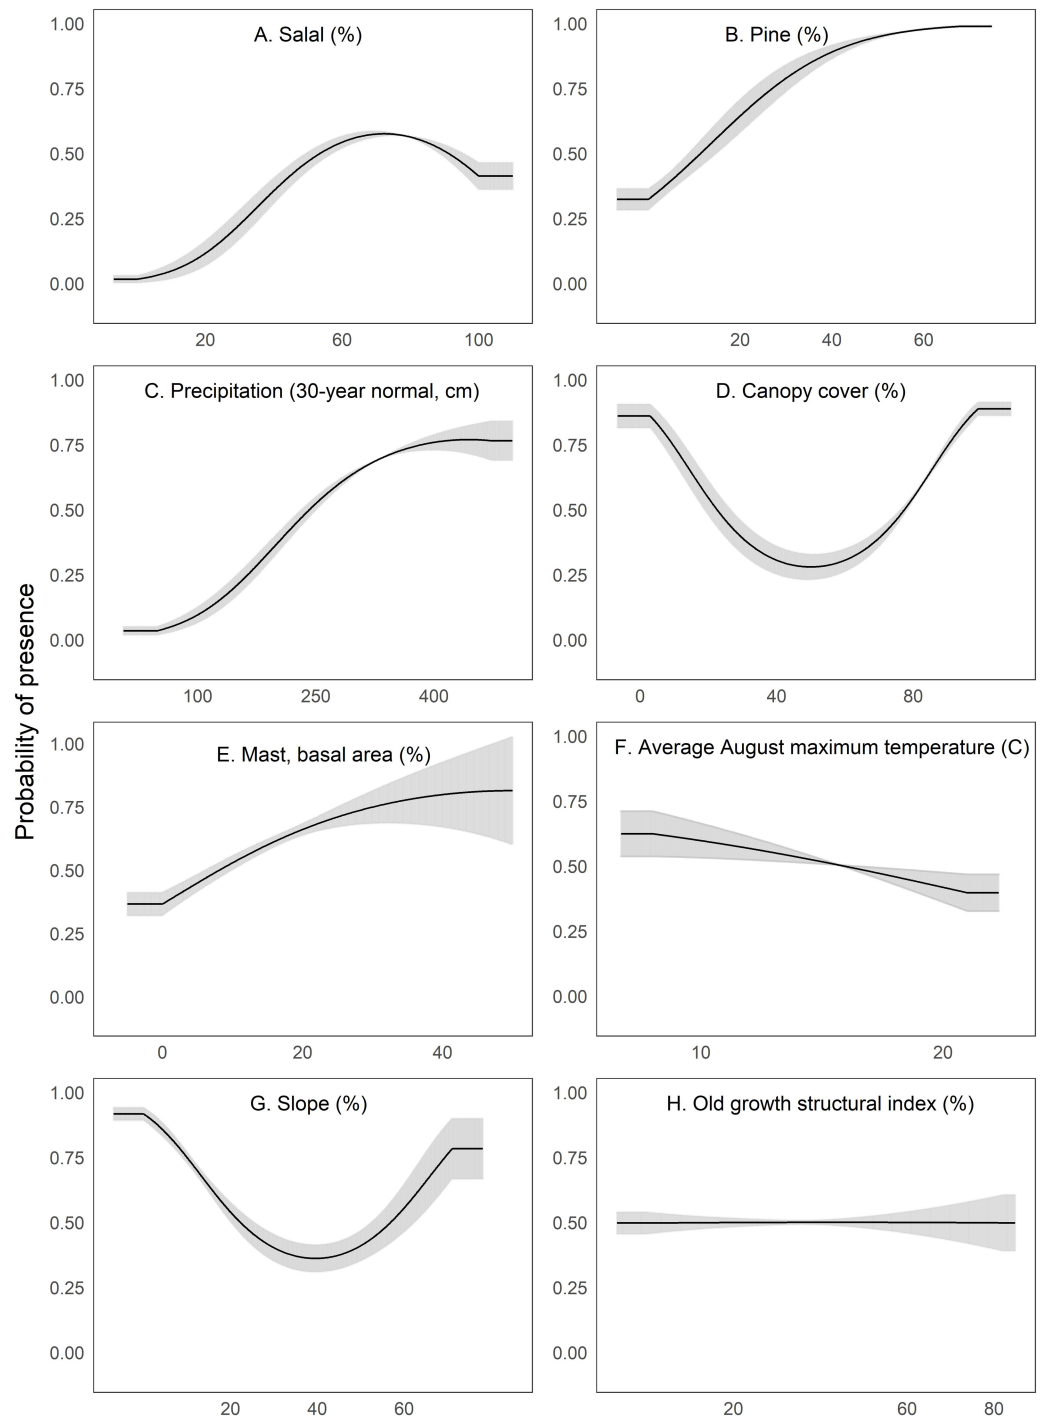 Probability of presence
A. Salal (%)
1.00
0.75
0.50
0.25
0.00
20 60 100
B. Pine (%)
1.00
0.75
0.50
0.25
0.00
20 40 60
C. Precipitation (30-year normal, cm)
1.00
0.75
0.50
0.25
0.00
100 250 400
D. Canopy cover (%)
1.00
0.75
0.50
0.25
0.00
0 40 80
E. Mast, basal area (%)
1.00
0.75
0.50
0.25
0.00
0 20 40
F. Average August maximum temperature (C)
1.00
0.75
0.50
0.25
0.00
10 20
G. Slope (%)
1.00
0.75
0.50
0.25
0.00
20 40 60
H. Old growth structural index (%)
1.00
0.75
0.50
0.25
0.00
20 60 80